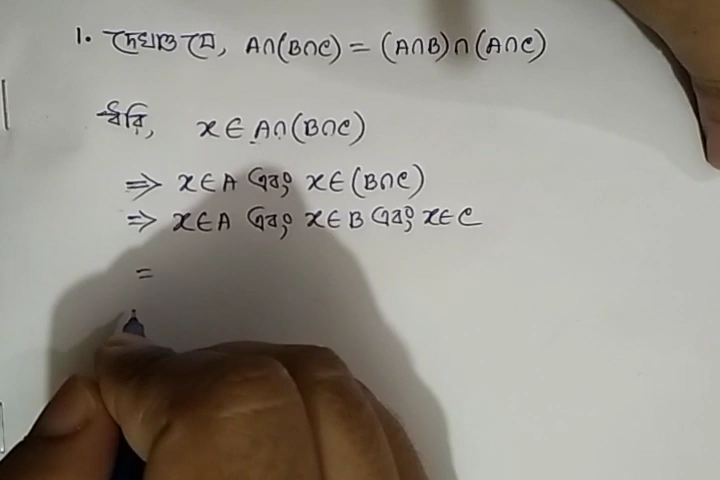 1. দেখাও যে, A∩(B∩C) = (A∩B)∩(A∩C)
ধরি, x∈ A∩(B∩C)
⇒ x∈A এবং x∈(B∩C)
⇒ x∈A এবং x∈B এবং x∈C
=